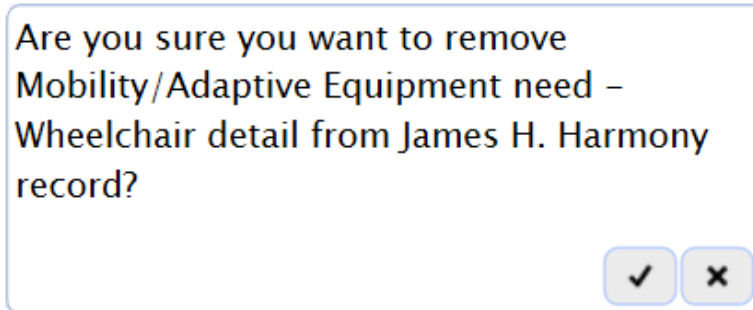 Are you sure you want to remove
Mobility/Adaptive Equipment need –
Wheelchair detail from James H. Harmony
record?